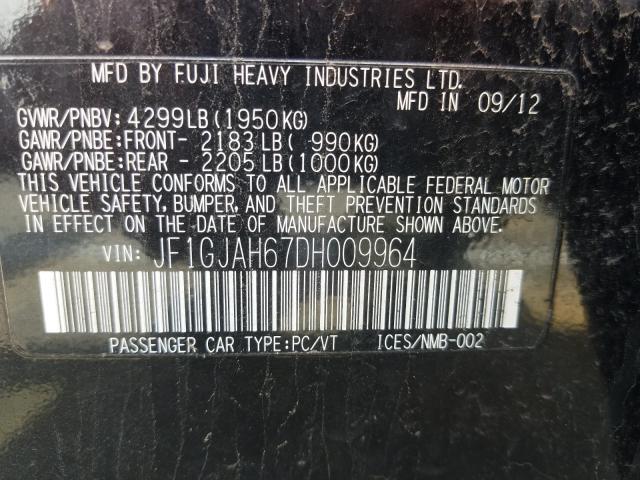 MFD BY FUJI HEAVY INDUSTRIES LTD.
MFD IN 09/12
GVWR/PNBV: 4299LB(1950KG)
GAWR/PNBE:FRONT- 2183LB( 990KG)
GAWR/PNBE:REAR - 2205LB(1000KG)
THIS VEHICLE CONFORMS TO ALL APPLICABLE FEDERAL MOTOR
VEHICLE SAFETY, BUMPER, AND THEFT PREVENTION STANDARDS
IN EFFECT ON THE DATE OF MANUFACTURE SHOWN ABOVE.
VIN: JF1GJAH67DH009964
PASSENGER CAR TYPE:PC/VT ICES/NMB-002